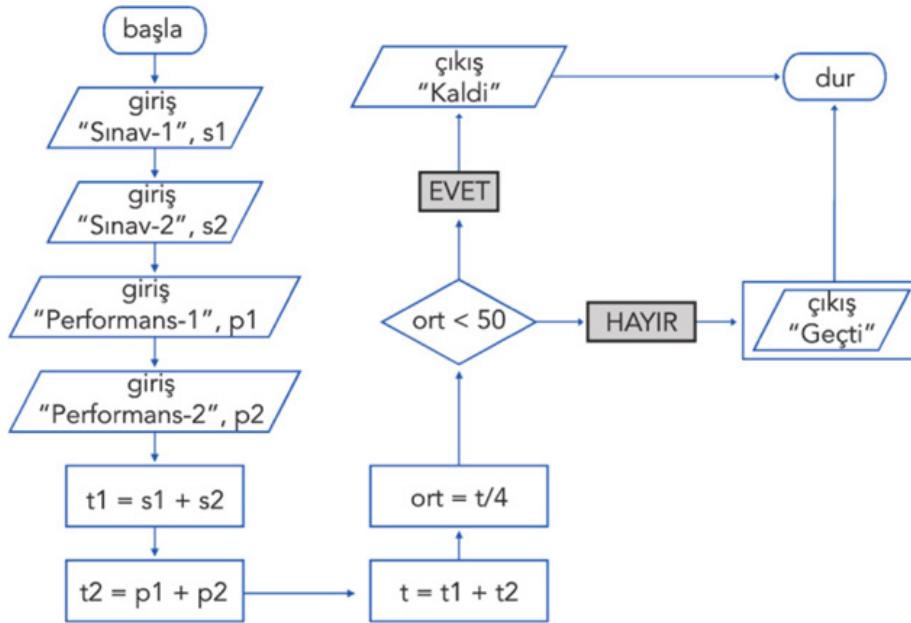 başla
giriş
“Sınav-1”, s1
giriş
“Sınav-2”, s2
giriş
“Performans-1”, p1
giriş
“Performans-2”, p2
t1 = s1 + s2
t2 = p1 + p2
t = t1 + t2
ort = t/4
ort < 50
EVET
çıkış
“Kaldi”
HAYIR
çıkış
“Geçti”
dur